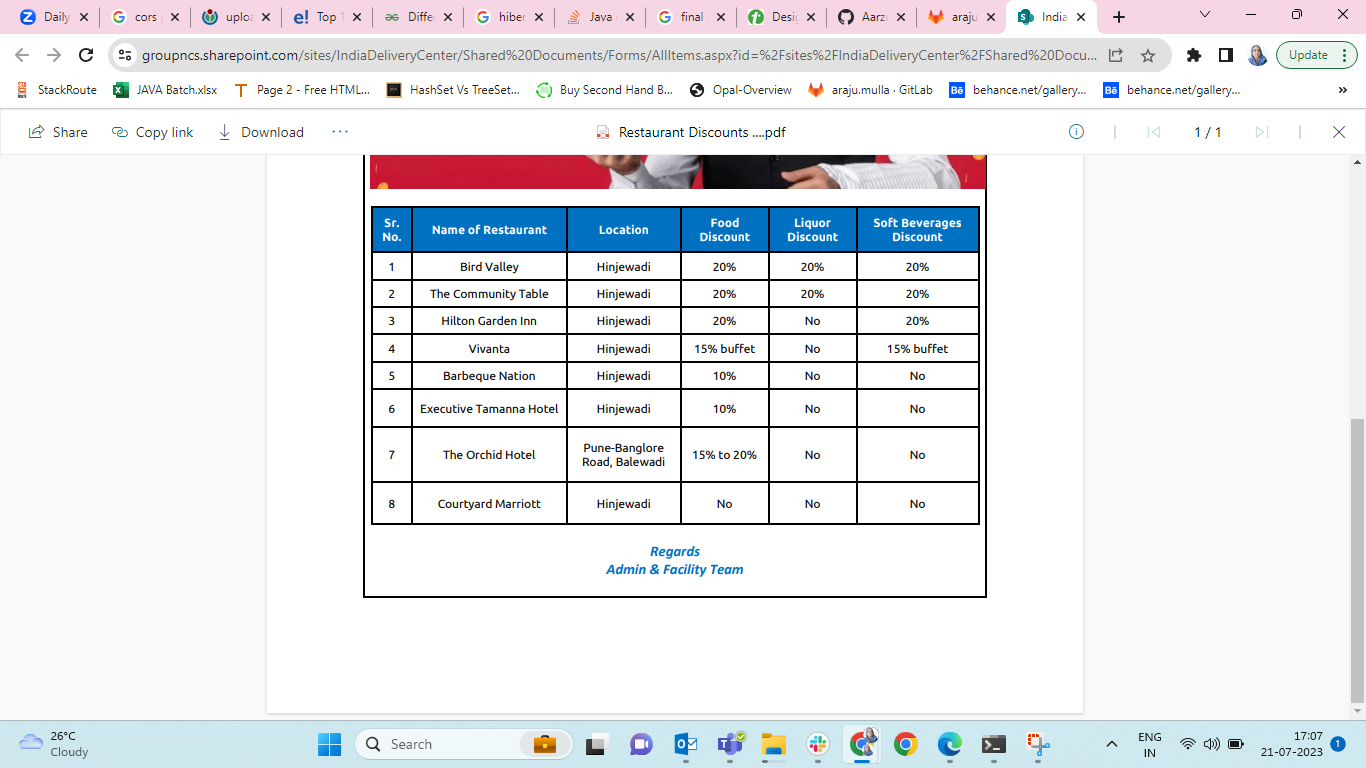 Daily
cors
uploa
Top 
Differ
hiber
Java
final
Desig
Aarz
araju
India
groupncs.sharepoint.com/sites/IndiaDeliveryCenter/Shared%20Documents/Forms/AllItems.aspx?id=%2Fsites%2FIndiaDeliveryCenter%2FShared%20Docu...
Update
StackRoute
JAVA Batch.xlsx
Page 2 - Free HTML...
HashSet Vs TreeSet...
Buy Second Hand B...
Opal-Overview
araju.mulla · GitLab
behance.net/gallery...
behance.net/gallery...
»
Share
Copy link
Download
···
Restaurant Discounts ....pdf
1 / 1
Sr. No. Name of Restaurant Location Food Discount Liquor Discount Soft Beverages Discount
1 Bird Valley Hinjewadi 20% 20% 20%
2 The Community Table Hinjewadi 20% 20% 20%
3 Hilton Garden Inn Hinjewadi 20% No 20%
4 Vivanta Hinjewadi 15% buffet No 15% buffet
5 Barbeque Nation Hinjewadi 10% No No
6 Executive Tamanna Hotel Hinjewadi 10% No No
7 The Orchid Hotel Pune-Banglore Road, Balewadi 15% to 20% No No
8 Courtyard Marriott Hinjewadi No No No
Regards
Admin & Facility Team
26°C
Cloudy
Search
ENG
IN
17:07
21-07-2023
1